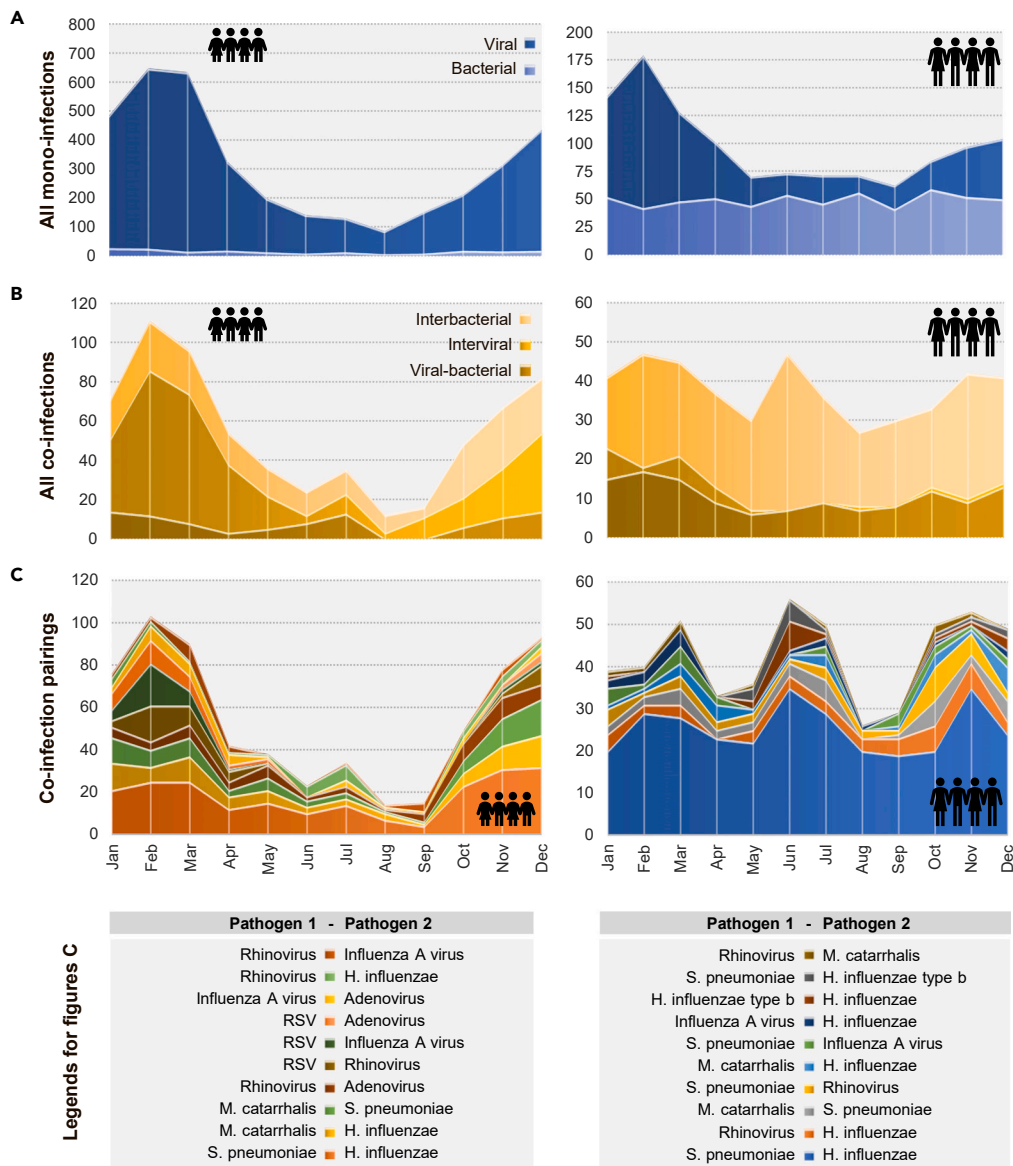 A
All mono-infections
800
700
600
500
400
300
200
100
0
Viral
Bacterial
200
175
150
125
100
75
50
25
0
B
All co-infections
120
100
80
60
40
20
0
Interbacterial
Interviral
Viral-bacterial
60
50
40
30
20
10
0
C
Co-infection pairings
120
100
80
60
40
20
0
Jan Feb Mar Apr May Jun Jul Aug Sep Oct Nov Dec
60
50
40
30
20
10
0
Jan Feb Mar Apr May Jun Jul Aug Sep Oct Nov Dec
Legends for figures C
Pathogen 1 - Pathogen 2
Rhinovirus Influenza A virus
Rhinovirus H. influenzae
Influenza A virus Adenovirus
RSV Adenovirus
RSV Influenza A virus
RSV Rhinovirus
Rhinovirus Adenovirus
M. catarrhalis S. pneumoniae
M. catarrhalis H. influenzae
S. pneumoniae H. influenzae
Pathogen 1 - Pathogen 2
Rhinovirus M. catarrhalis
S. pneumoniae H. influenzae type b
H. influenzae type b H. influenzae
Influenza A virus H. influenzae
S. pneumoniae Influenza A virus
M. catarrhalis H. influenzae
S. pneumoniae Rhinovirus
M. catarrhalis S. pneumoniae
Rhinovirus H. influenzae
S. pneumoniae H. influenzae